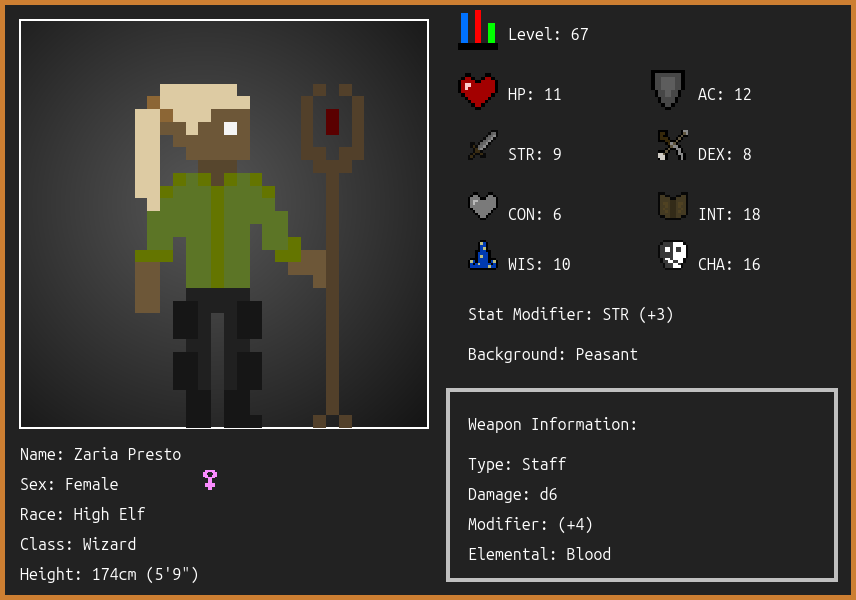 Level: 67
HP: 11
AC: 12
STR: 9
DEX: 8
CON: 6
INT: 18
WIS: 10
CHA: 16
Stat Modifier: STR (+3)
Background: Peasant
Weapon Information:
Type: Staff
Damage: d6
Modifier: (+4)
Elemental: Blood
Name: Zaria Presto
Sex: Female
Race: High Elf
Class: Wizard
Height: 174cm (5'9")